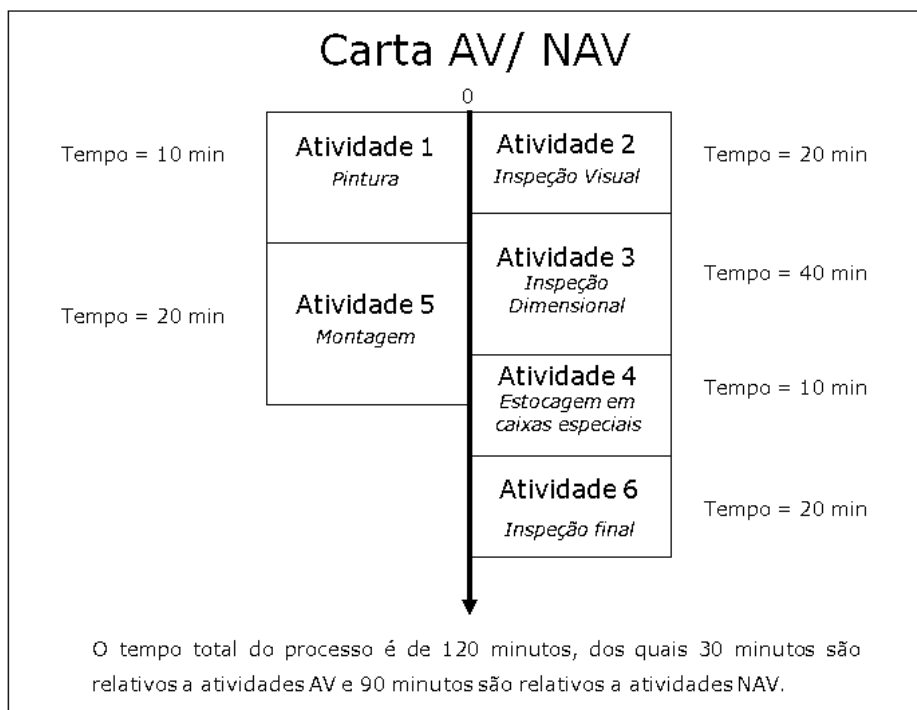 Carta AV/ NAV
0
Tempo = 10 min
Atividade 1
Pintura
Atividade 2
Inspeção Visual
Tempo = 20 min
Atividade 3
Inspeção
Dimensional
Tempo = 40 min
Tempo = 20 min
Atividade 5
Montagem
Atividade 4
Estocagem em
caixas especiais
Tempo = 10 min
Atividade 6
Inspeção final
Tempo = 20 min
O tempo total do processo é de 120 minutos, dos quais 30 minutos são
relativos a atividades AV e 90 minutos são relativos a atividades NAV.